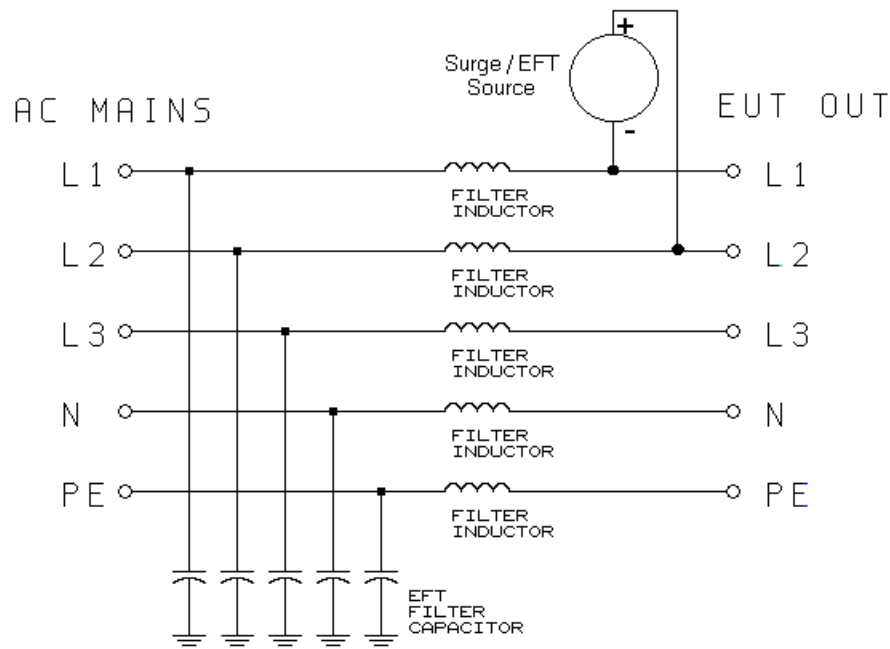 Surge / EFT
Source
+
-
AC MAINS
EUT OUT
L1
L1
FILTER
INDUCTOR
L2
L2
FILTER
INDUCTOR
L3
L3
FILTER
INDUCTOR
N
N
FILTER
INDUCTOR
PE
PE
FILTER
INDUCTOR
EFT
FILTER
CAPACITOR